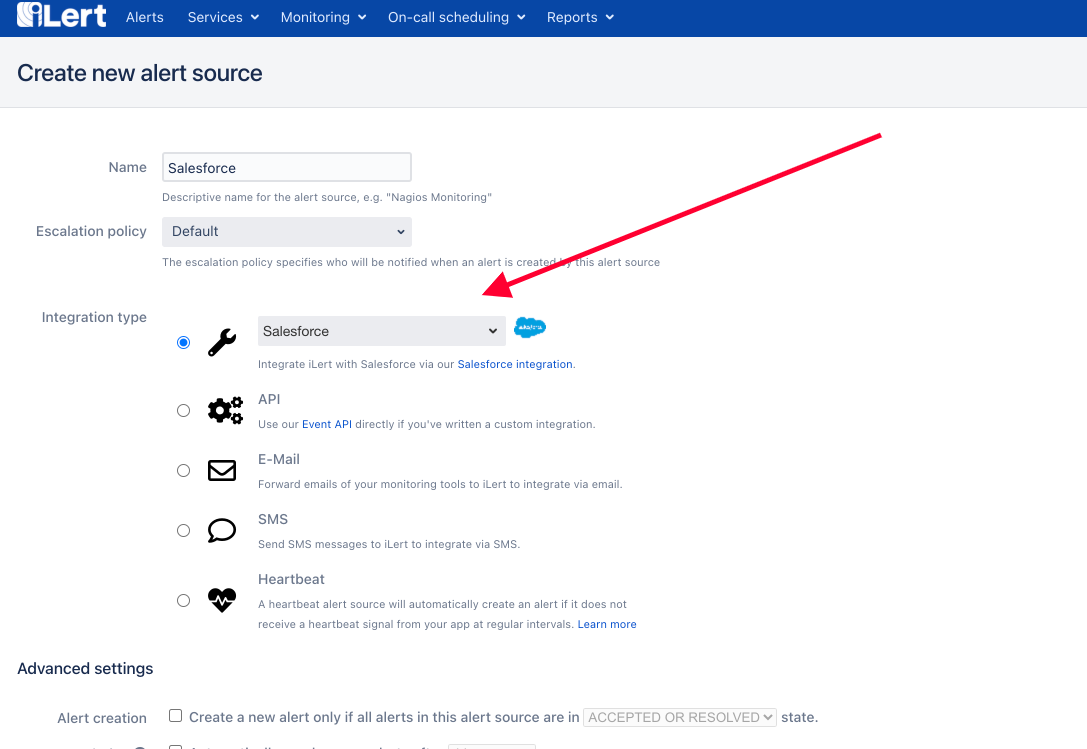 iLert Alerts Services Monitoring On-call scheduling Reports
Create new alert source
Name Salesforce
Descriptive name for the alert source, e.g. "Nagios Monitoring"
Escalation policy Default
The escalation policy specifies who will be notified when an alert is created by this alert source
Integration type
Salesforce
Integrate iLert with Salesforce via our Salesforce integration.
API
Use our Event API directly if you've written a custom integration.
E-Mail
Forward emails of your monitoring tools to iLert to integrate via email.
SMS
Send SMS messages to iLert to integrate via SMS.
Heartbeat
A heartbeat alert source will automatically create an alert if it does not
receive a heartbeat signal from your app at regular intervals. Learn more
Advanced settings
Alert creation Create a new alert only if all alerts in this alert source are in ACCEPTED OR RESOLVED state.